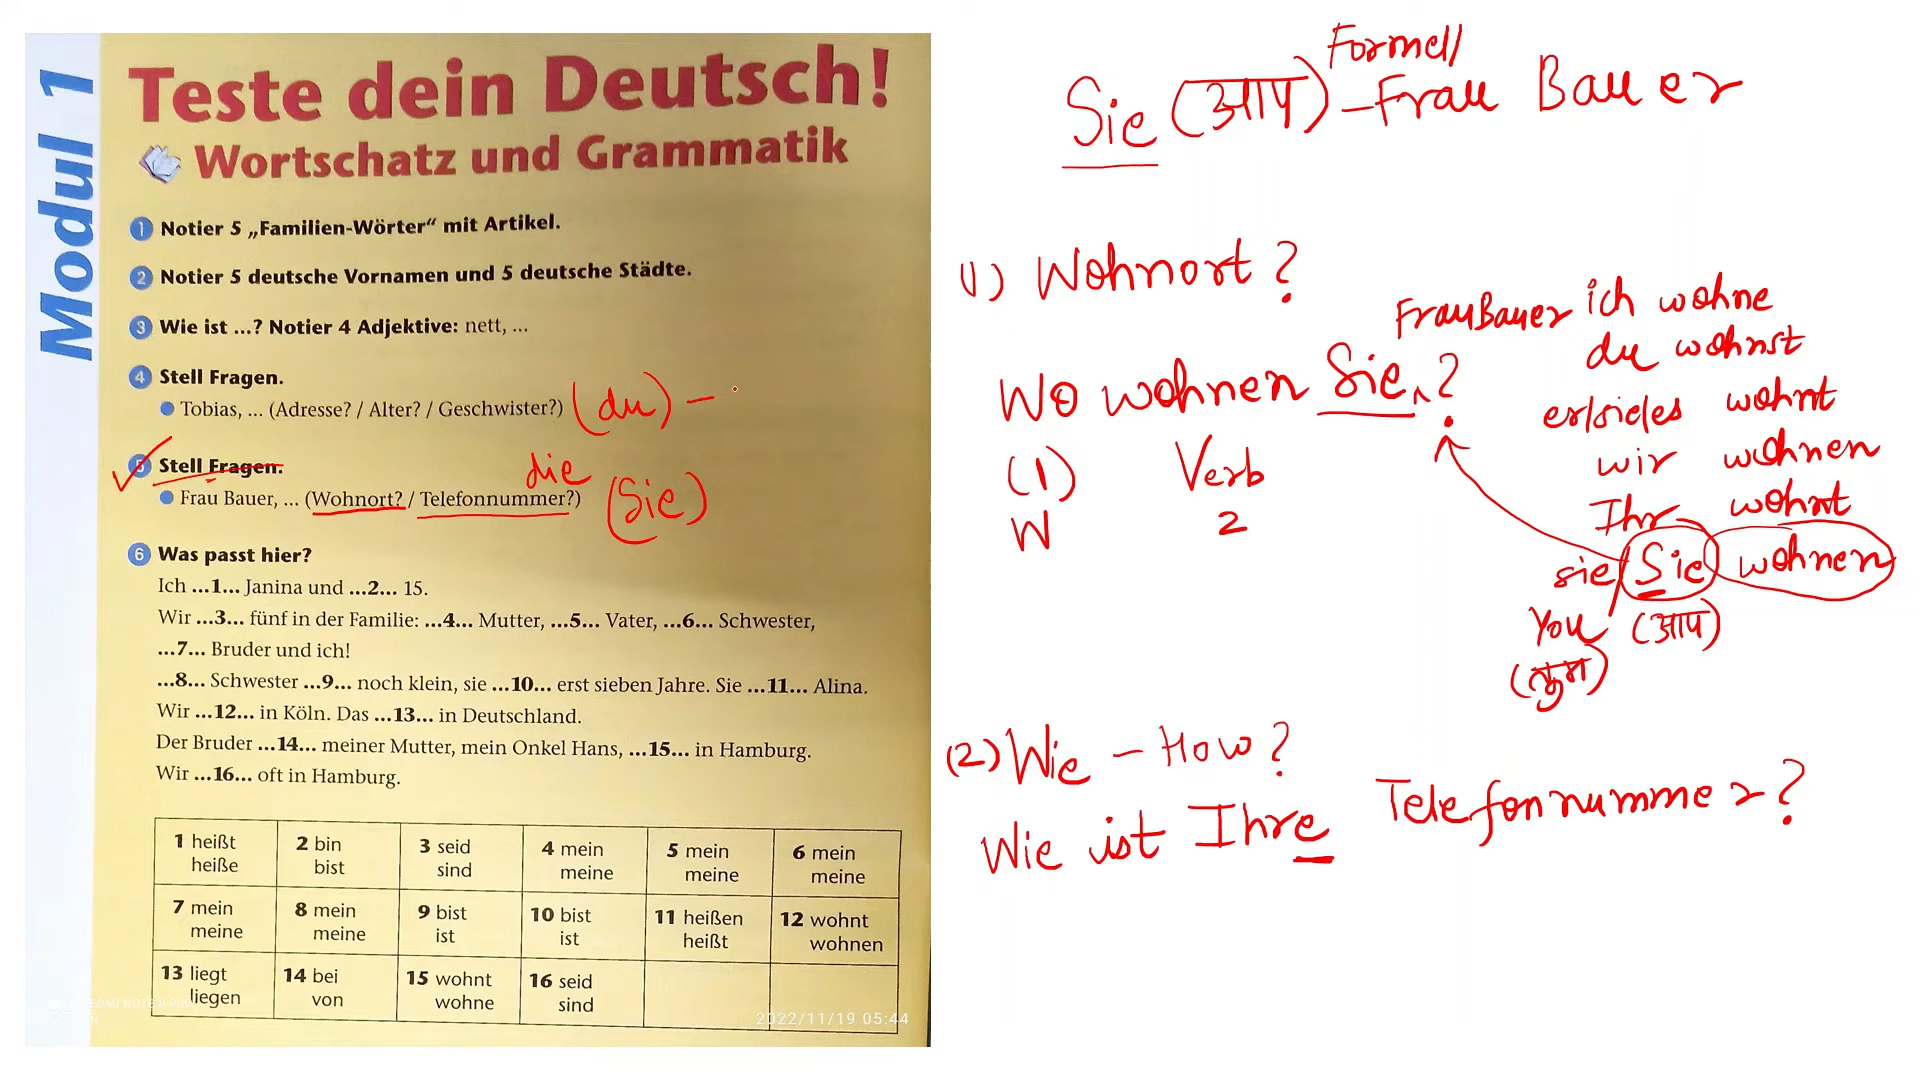 Modul 1
Teste dein Deutsch!
Wortschatz und Grammatik
1 Notier 5 „Familien-Wörter“ mit Artikel.
2 Notier 5 deutsche Vornamen und 5 deutsche Städte.
3 Wie ist ...? Notier 4 Adjektive: nett, ...
4 Stell Fragen.
Tobias, ... (Adresse? / Alter? / Geschwister?) (du) –
5 Stell Fragen.
die
Frau Bauer, ... (Wohnort? / Telefonnummer?) (Sie)
6 Was passt hier?
Ich ...1... Janina und ...2... 15.
Wir ...3... fünf in der Familie: ...4... Mutter, ...5... Vater, ...6... Schwester,
...7... Bruder und ich!
...8... Schwester ...9... noch klein, sie ...10... erst sieben Jahre. Sie ...11... Alina.
Wir ...12... in Köln. Das ...13... in Deutschland.
Der Bruder ...14... meiner Mutter, mein Onkel Hans, ...15... in Hamburg.
Wir ...16... oft in Hamburg.
1 heißt 2 bin 3 seid 4 mein 5 mein 6 mein
heiße bist sind meine meine meine
7 mein 8 mein 9 bist 10 bist 11 heißen 12 wohnt
meine meine ist ist heißt wohnen
13 liegt 14 bei 15 wohnt 16 seid
liegen von wohne sind
2022/11/19 05:44
Formell
Sie (आप) – Frau Bauer
1) Wohnort?
Frau Bauer
Wo wohnen Sie ^ ?
(1) Verb
W 2
ich wohne
du wohnst
er/sie/es wohnt
wir wohnen
Ihr wohnt
sie/Sie wohnen
You (आप)
(तुम)
(2) Wie – How?
Wie ist Ihre Telefonnummer?